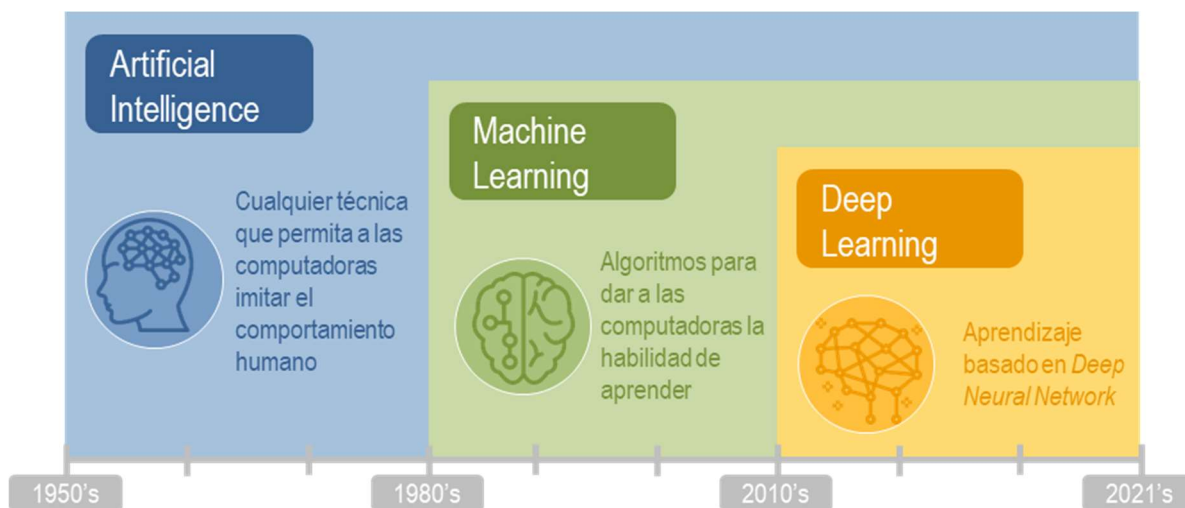 Artificial
Intelligence
Cualquier técnica
que permita a las
computadoras
imitar el
comportamiento
humano
Machine
Learning
Algoritmos para
dar a las
computadoras la
habilidad de
aprender
Deep
Learning
Aprendizaje
basado en Deep
Neural Network
1950's
1980's
2010's
2021's